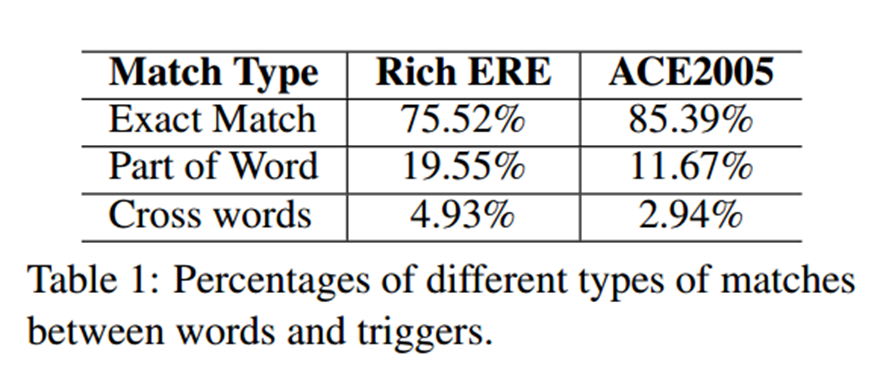 Match Type Rich ERE ACE2005
Exact Match 75.52% 85.39%
Part of Word 19.55% 11.67%
Cross words 4.93% 2.94%
Table 1: Percentages of different types of matches
between words and triggers.